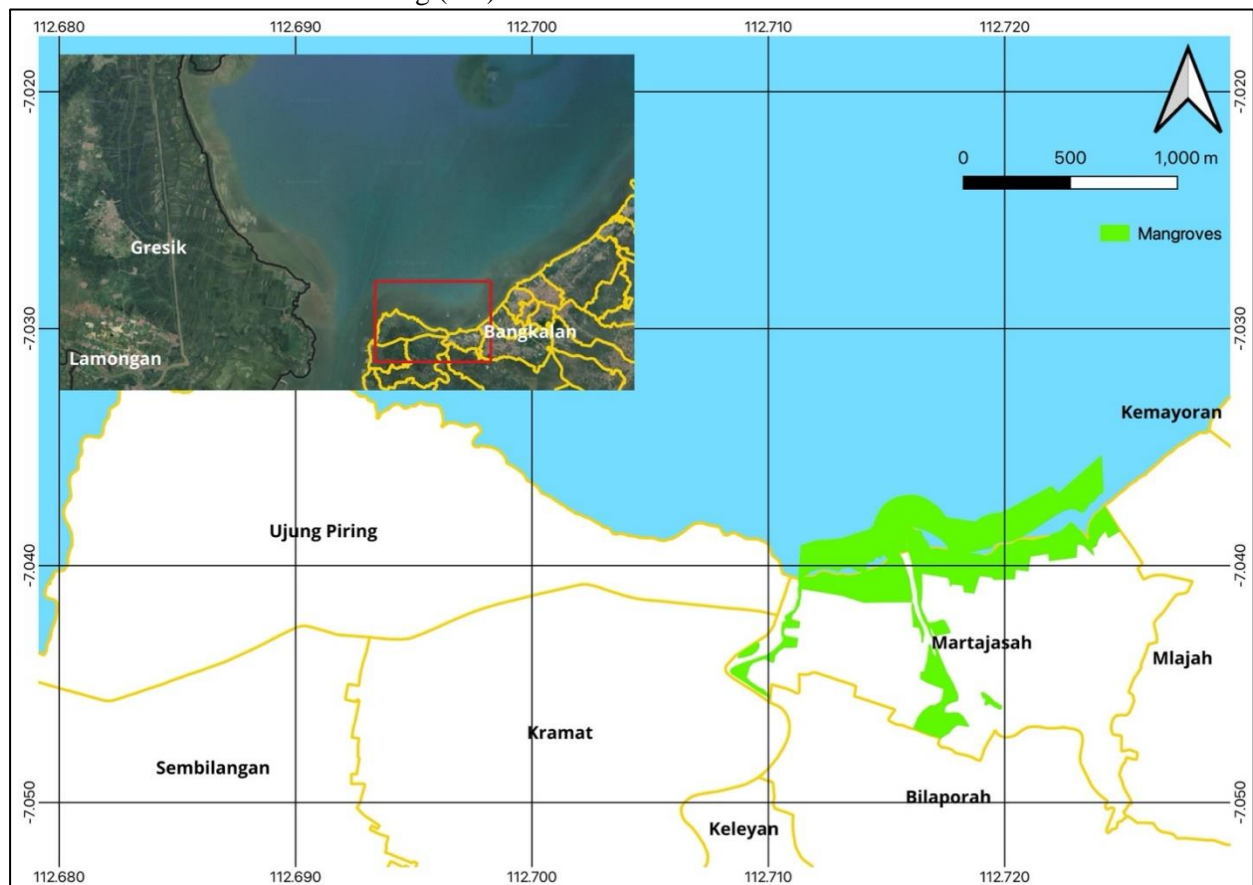 112.680 112.690 112.700 112.710 112.720
-7.020 -7.020
0 500 1,000 m
Mangroves
Gresik
-7.030 -7.030
Bangkalan
Lamongan
Kemayoran
Ujung Piring
-7.040 -7.040
Martajasah
Mlajah
Kramat
Sembilangan
Bilaporah
-7.050 -7.050
Keleyan
112.680 112.690 112.700 112.710 112.720